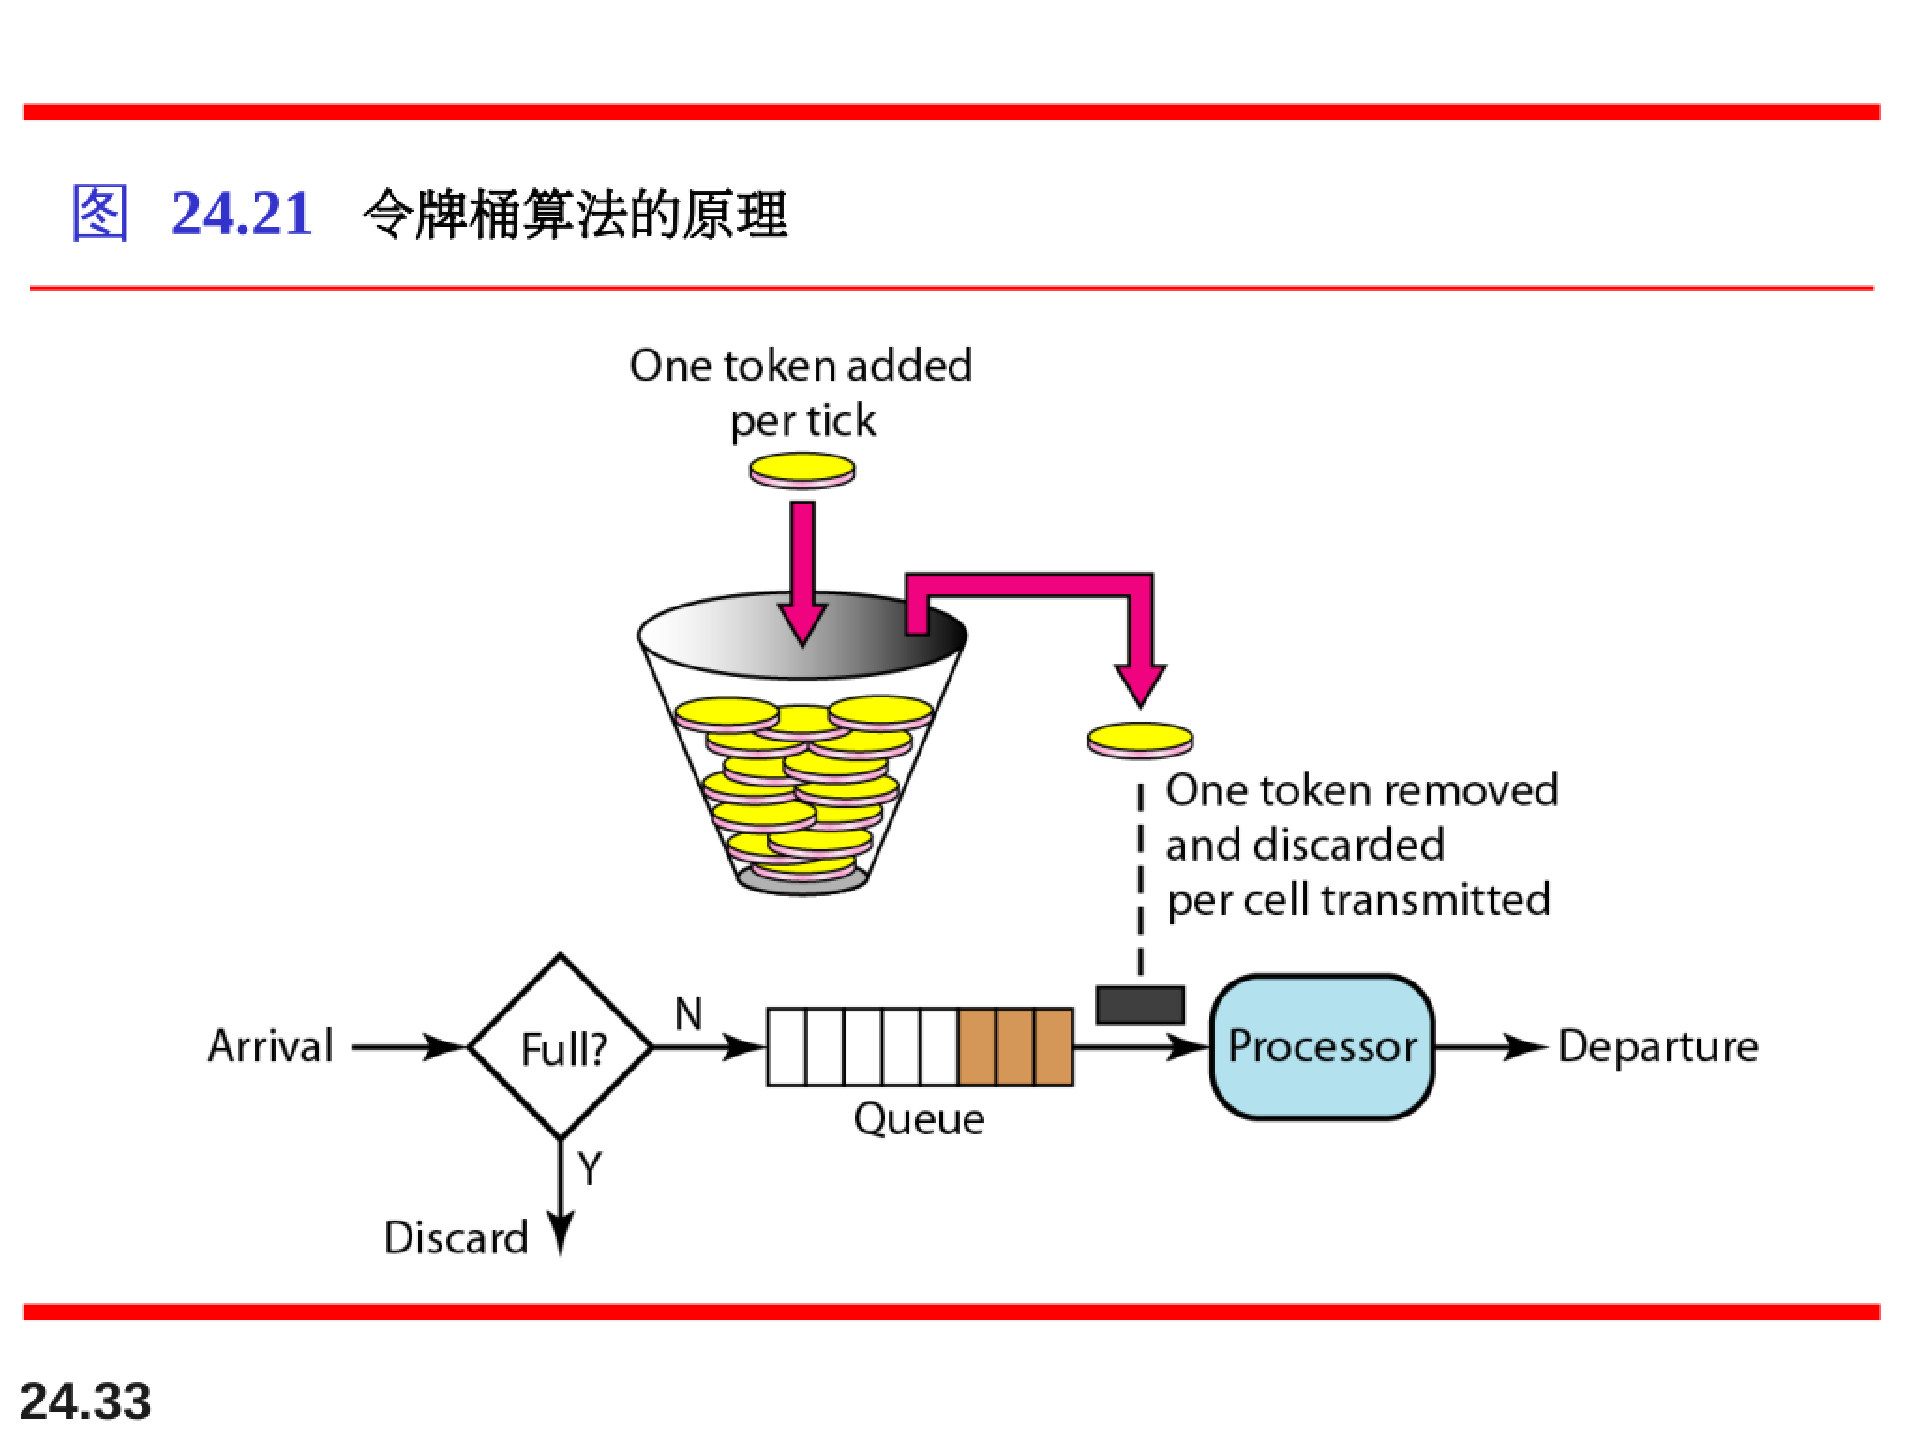 图 24.21 令牌桶算法的原理
One token added
per tick
One token removed
and discarded
per cell transmitted
Arrival
Full?
N
Y
Discard
Queue
Processor
Departure
24.33